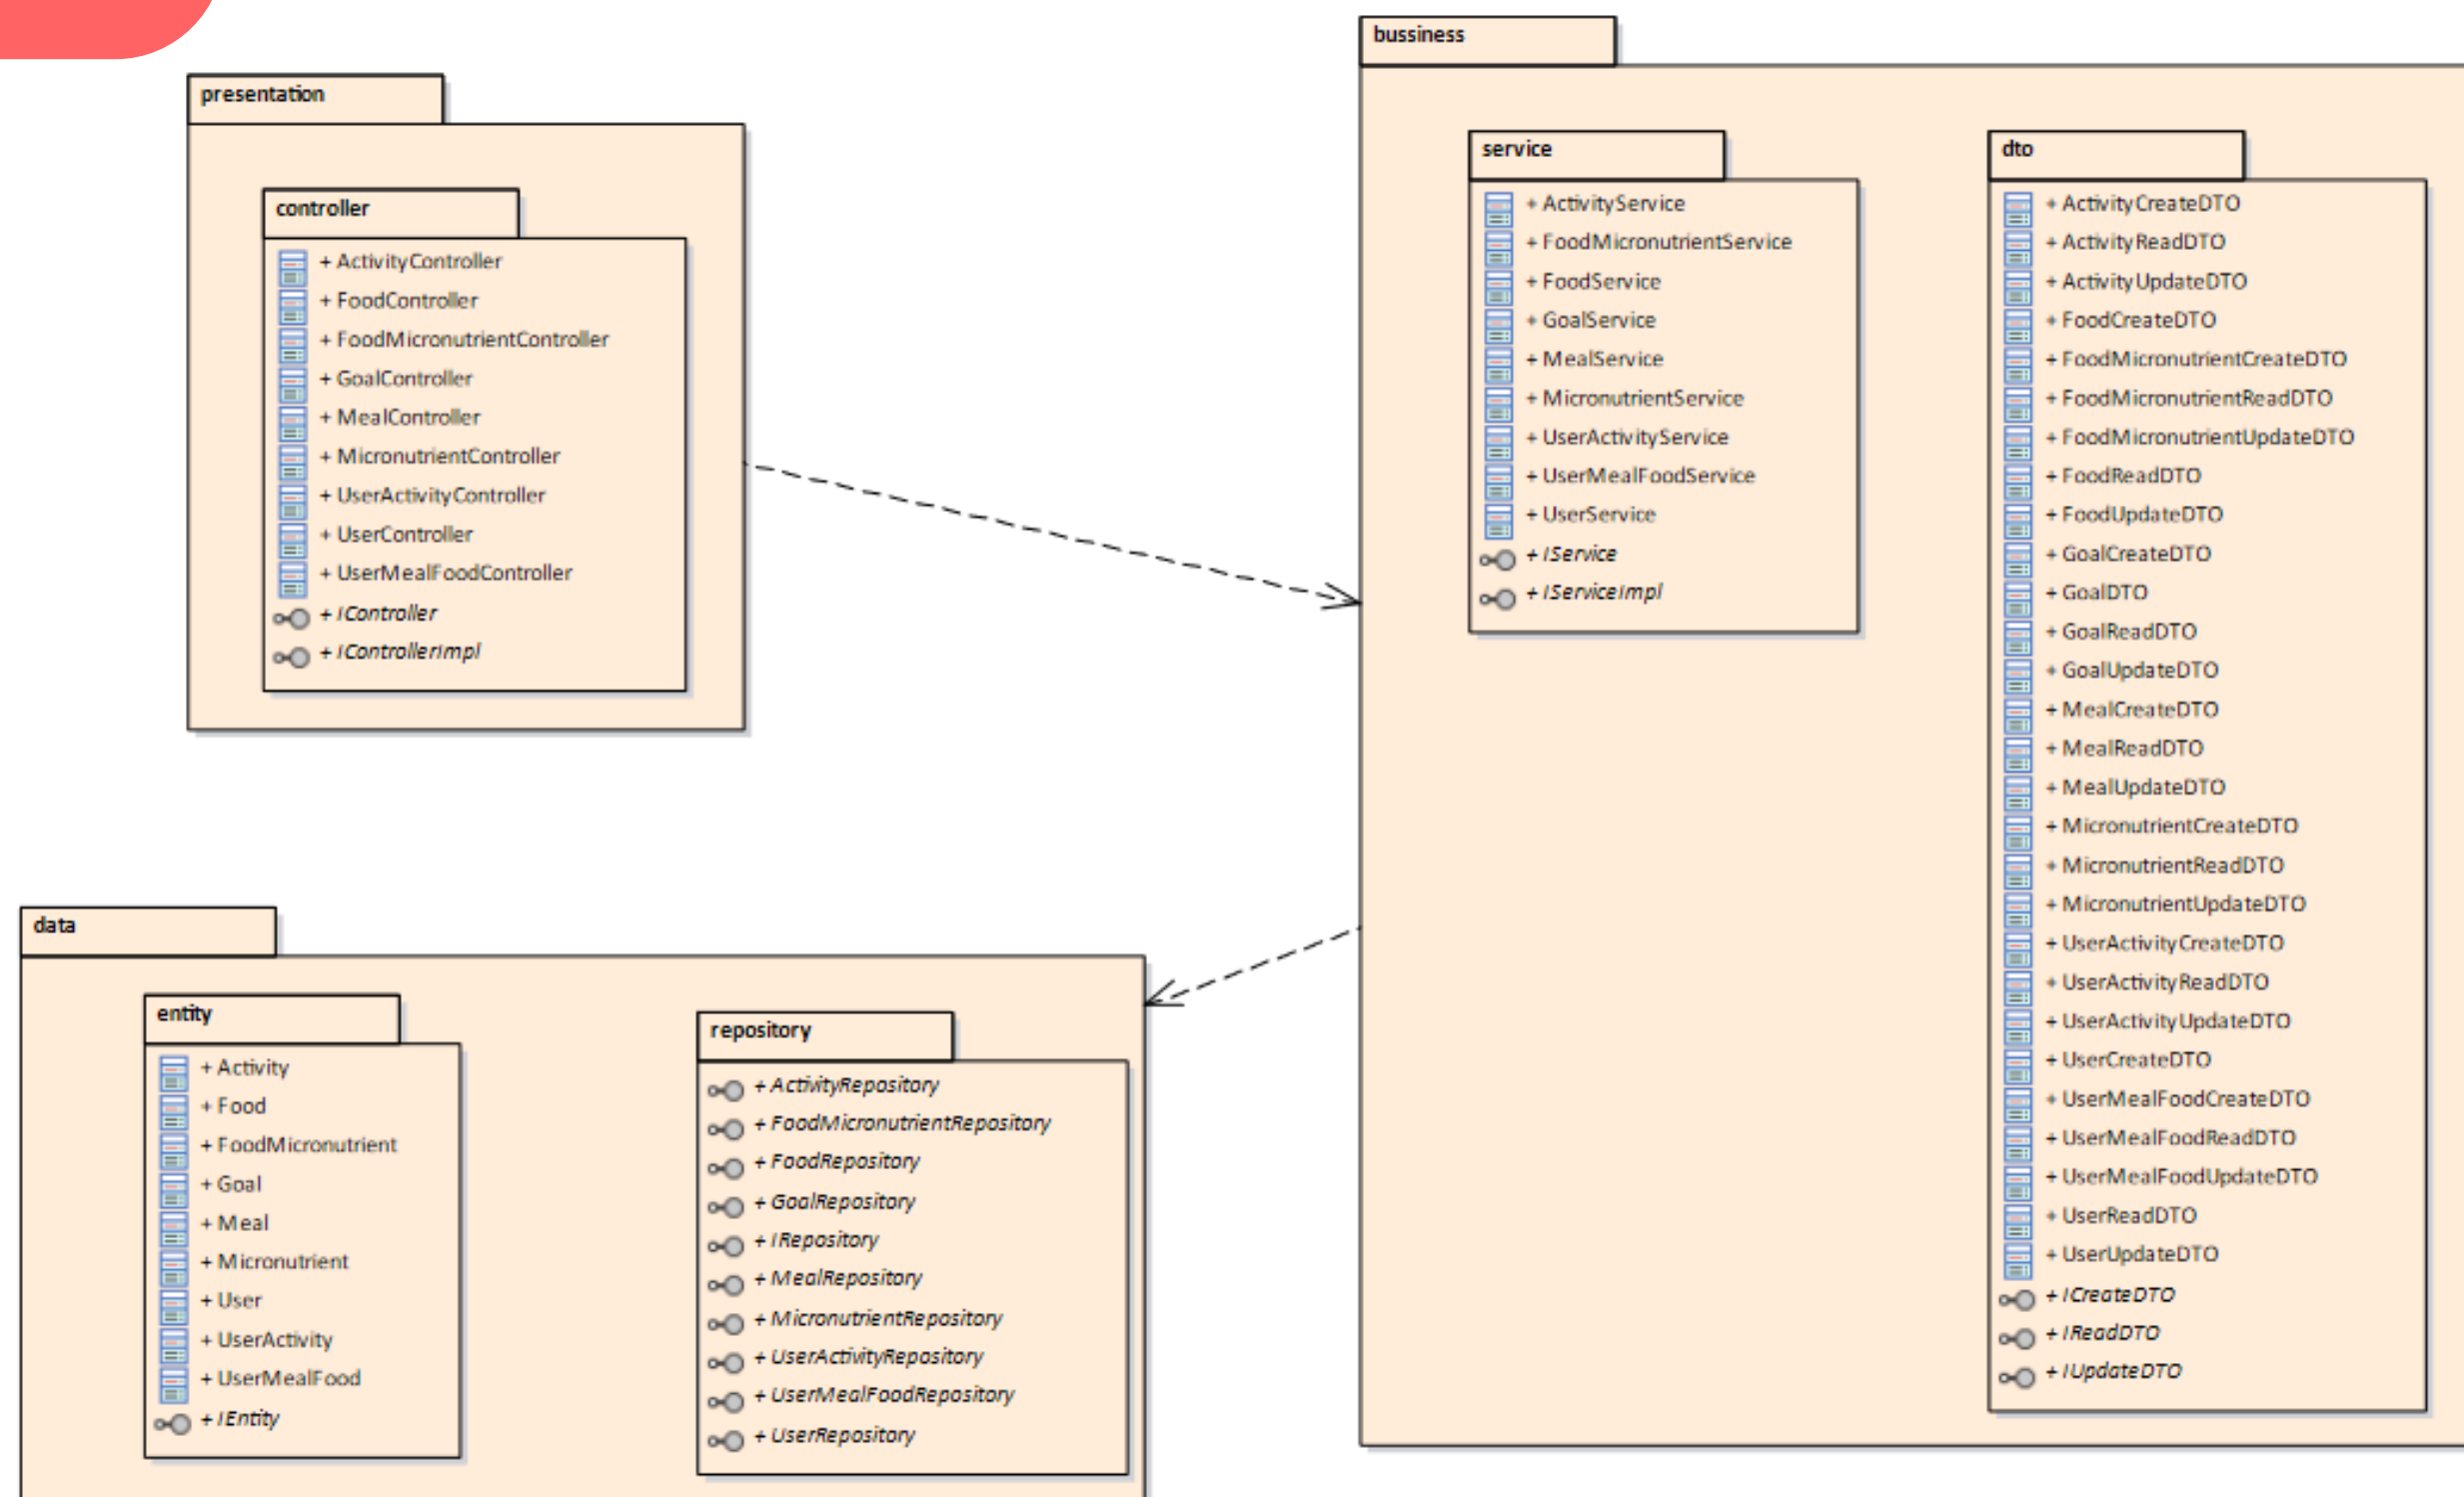 presentation
controller
+ ActivityController
+ FoodController
+ FoodMicronutrientController
+ GoalController
+ MealController
+ MicronutrientController
+ UserActivityController
+ UserController
+ UserMealFoodController
+ IController
+ IControllerImpl
bussiness
service
+ ActivityService
+ FoodMicronutrientService
+ FoodService
+ GoalService
+ MealService
+ MicronutrientService
+ UserActivityService
+ UserMealFoodService
+ UserService
+ IService
+ IServiceImpl
dto
+ ActivityCreateDTO
+ ActivityReadDTO
+ ActivityUpdateDTO
+ FoodCreateDTO
+ FoodMicronutrientCreateDTO
+ FoodMicronutrientReadDTO
+ FoodMicronutrientUpdateDTO
+ FoodReadDTO
+ FoodUpdateDTO
+ GoalCreateDTO
+ GoalDTO
+ GoalReadDTO
+ GoalUpdateDTO
+ MealCreateDTO
+ MealReadDTO
+ MealUpdateDTO
+ MicronutrientCreateDTO
+ MicronutrientReadDTO
+ MicronutrientUpdateDTO
+ UserActivityCreateDTO
+ UserActivityReadDTO
+ UserActivityUpdateDTO
+ UserCreateDTO
+ UserMealFoodCreateDTO
+ UserMealFoodReadDTO
+ UserMealFoodUpdateDTO
+ UserReadDTO
+ UserUpdateDTO
+ ICreateDTO
+ IReadDTO
+ IUpdateDTO
data
entity
+ Activity
+ Food
+ FoodMicronutrient
+ Goal
+ Meal
+ Micronutrient
+ User
+ UserActivity
+ UserMealFood
+ IEntity
repository
+ ActivityRepository
+ FoodMicronutrientRepository
+ FoodRepository
+ GoalRepository
+ IRepository
+ MealRepository
+ MicronutrientRepository
+ UserActivityRepository
+ UserMealFoodRepository
+ UserRepository